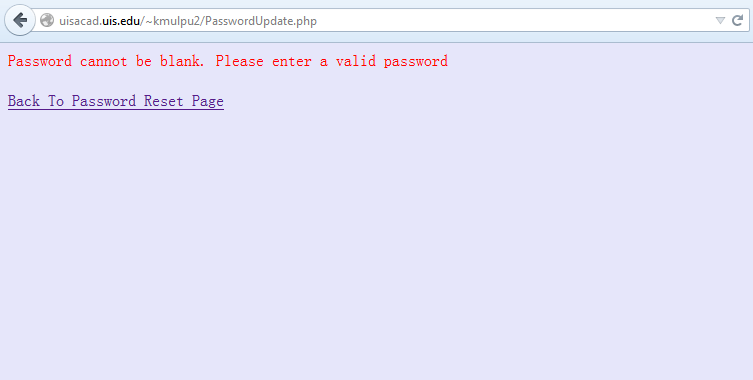 uisacad.uis.edu/~kmulpu2/PasswordUpdate.php
Password cannot be blank. Please enter a valid password
Back To Password Reset Page